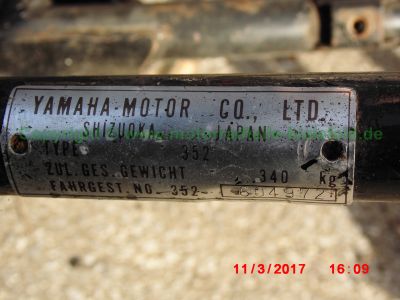 YAMAHA MOTOR CO., LTD.
SHIZUOKA JAPAN
TYPE 352
ZUL. GES. GEWICHT 340 kg
FAHRGEST. NO. 352-
11/3/2017 16:09